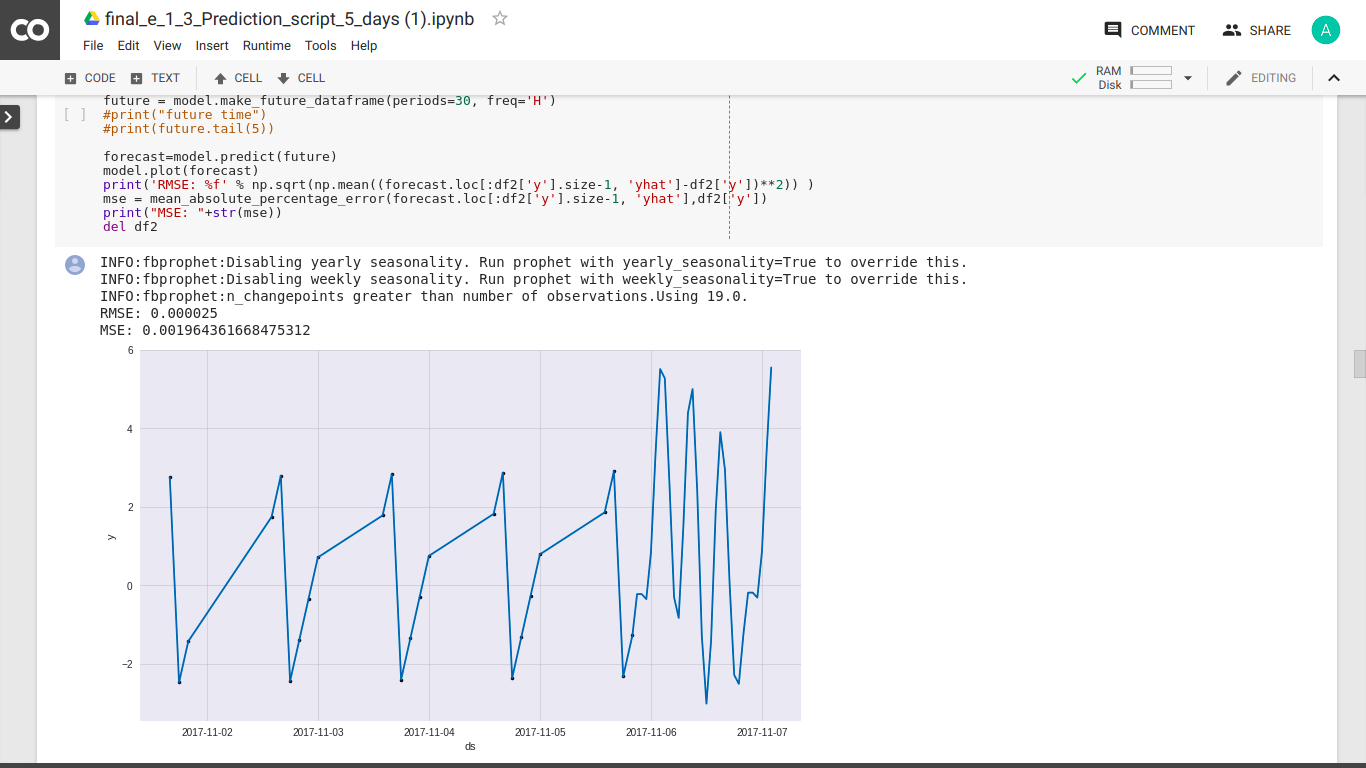 CO
final_e_1_3_Prediction_script_5_days (1).ipynb
File Edit View Insert Runtime Tools Help
COMMENT SHARE A
CODE TEXT CELL CELL
RAM
Disk
EDITING
future = model.make_future_dataframe(periods=30, freq='H')
[ ] #print("future time")
#print(future.tail(5))
forecast=model.predict(future)
model.plot(forecast)
print('RMSE: %f' % np.sqrt(np.mean((forecast.loc[:df2['y'].size-1, 'yhat']-df2['y'])**2)) )
mse = mean_absolute_percentage_error(forecast.loc[:df2['y'].size-1, 'yhat'],df2['y'])
print("MSE: "+str(mse))
del df2
INFO:fbprophet:Disabling yearly seasonality. Run prophet with yearly_seasonality=True to override this.
INFO:fbprophet:Disabling weekly seasonality. Run prophet with weekly_seasonality=True to override this.
INFO:fbprophet:n_changepoints greater than number of observations.Using 19.0.
RMSE: 0.000025
MSE: 0.001964361668475312
6
4
2
0
−2
y
2017-11-02 2017-11-03 2017-11-04 2017-11-05 2017-11-06 2017-11-07
ds